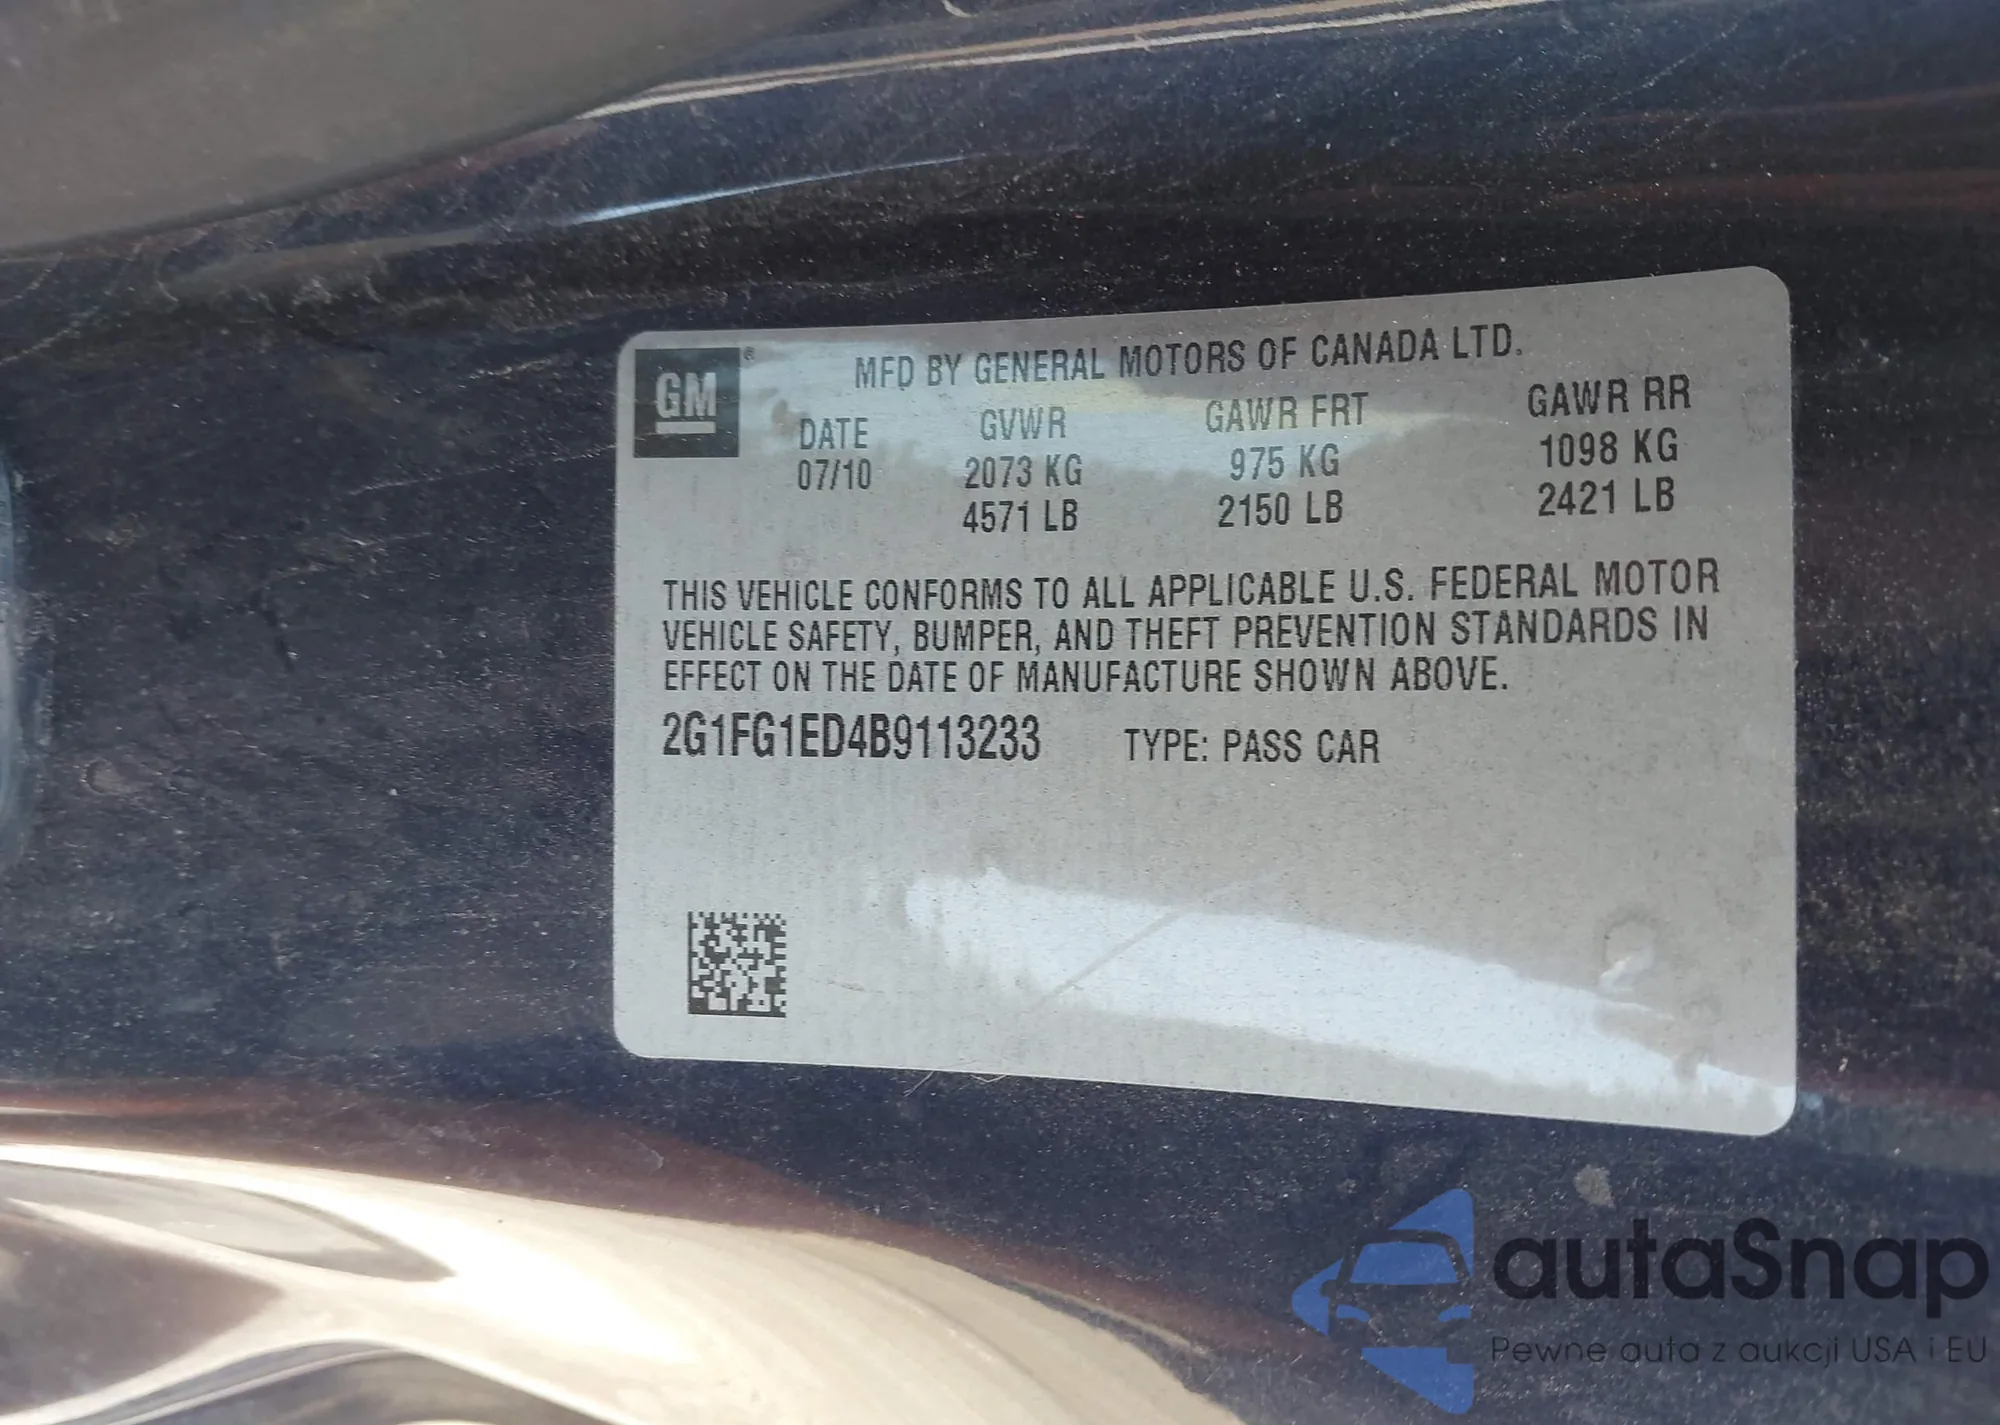 GM
MFD BY GENERAL MOTORS OF CANADA LTD.
DATE GVWR GAWR FRT GAWR RR
07/10 2073 KG 975 KG 1098 KG
4571 LB 2150 LB 2421 LB
THIS VEHICLE CONFORMS TO ALL APPLICABLE U.S. FEDERAL MOTOR
VEHICLE SAFETY, BUMPER, AND THEFT PREVENTION STANDARDS IN
EFFECT ON THE DATE OF MANUFACTURE SHOWN ABOVE.
2G1FG1ED4B9113233 TYPE: PASS CAR
autaSnap
Pewne auta z aukcji USA i EU